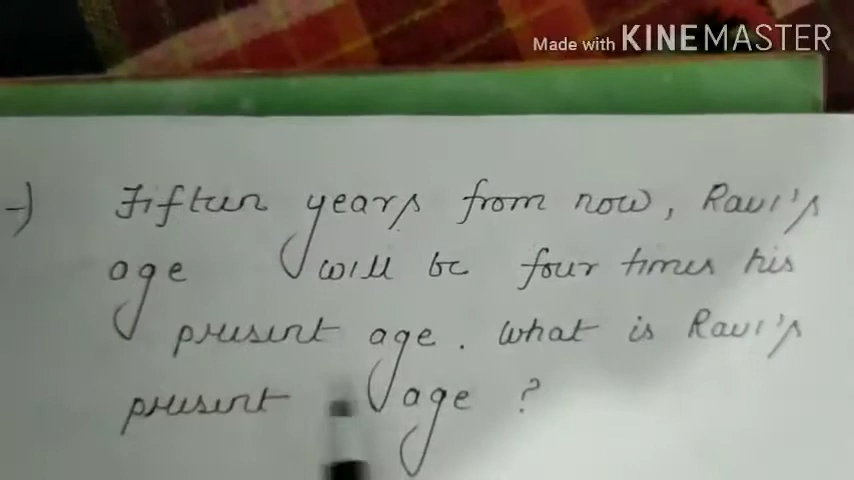 Made with KINEMASTER
-) Fifteen years from now, Ravi's
age will be four times his
present age. What is Ravi's
present age ?